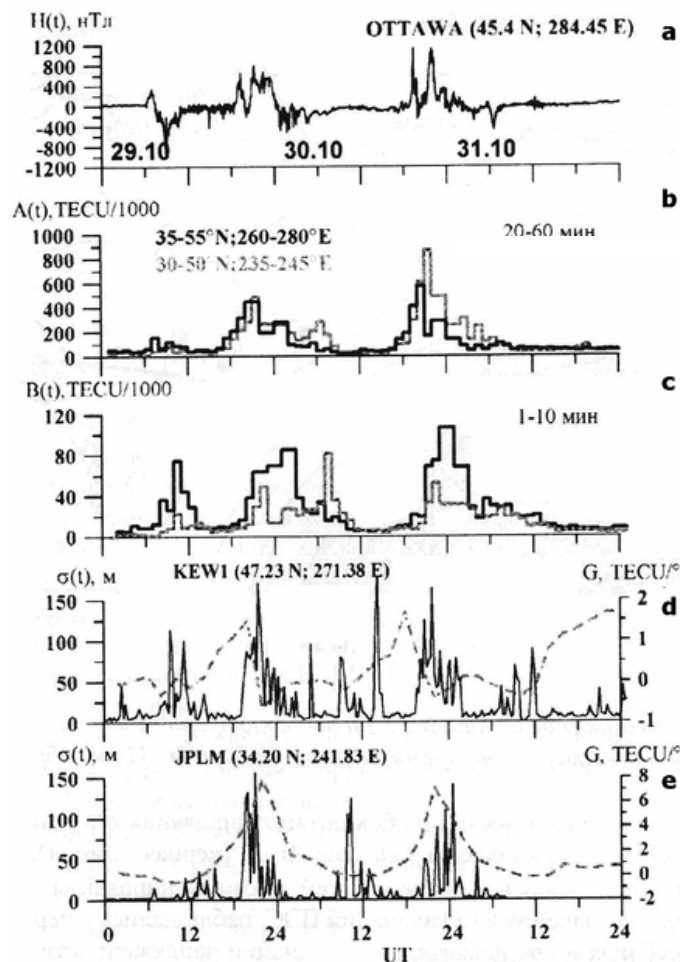 H(t), нТл
OTTAWA (45.4 N; 284.45 E) a
1200
800
400
0
-400
-800
-1200
29.10 30.10 31.10
A(t), TECU/1000 b
35-55°N;260-280°E 20-60 мин
30-50°N;235-245°E
1000
800
600
400
200
0
B(t), TECU/1000 c
1-10 мин
120
80
40
0
σ(t), м KEW1 (47.23 N; 271.38 E) G, TECU/°
d
150 2
100 1
50 0
0 -1
σ(t), м JPLM (34.20 N; 241.83 E) G, TECU/°
e
150 8
6
100 4
50 2
0
0 -2
0 12 24 12 24 12 24
UT